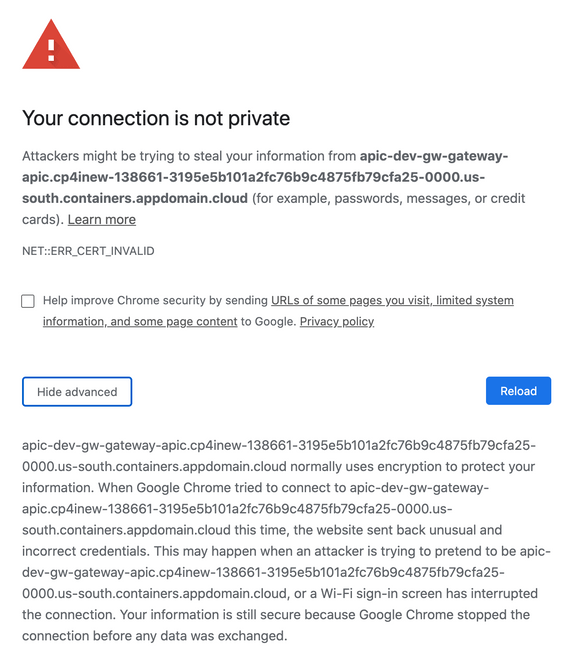 Your connection is not private
Attackers might be trying to steal your information from apic-dev-gw-gateway-
apic.cp4inew-138661-3195e5b101a2fc76b9c4875fb79cfa25-0000.us-
south.containers.appdomain.cloud (for example, passwords, messages, or credit
cards). Learn more
NET::ERR_CERT_INVALID
Help improve Chrome security by sending URLs of some pages you visit, limited system
information, and some page content to Google. Privacy policy
Hide advanced
Reload
apic-dev-gw-gateway-apic.cp4inew-138661-3195e5b101a2fc76b9c4875fb79cfa25-
0000.us-south.containers.appdomain.cloud normally uses encryption to protect your
information. When Google Chrome tried to connect to apic-dev-gw-gateway-
apic.cp4inew-138661-3195e5b101a2fc76b9c4875fb79cfa25-0000.us-
south.containers.appdomain.cloud this time, the website sent back unusual and
incorrect credentials. This may happen when an attacker is trying to pretend to be apic-
dev-gw-gateway-apic.cp4inew-138661-3195e5b101a2fc76b9c4875fb79cfa25-
0000.us-south.containers.appdomain.cloud, or a Wi-Fi sign-in screen has interrupted
the connection. Your information is still secure because Google Chrome stopped the
connection before any data was exchanged.